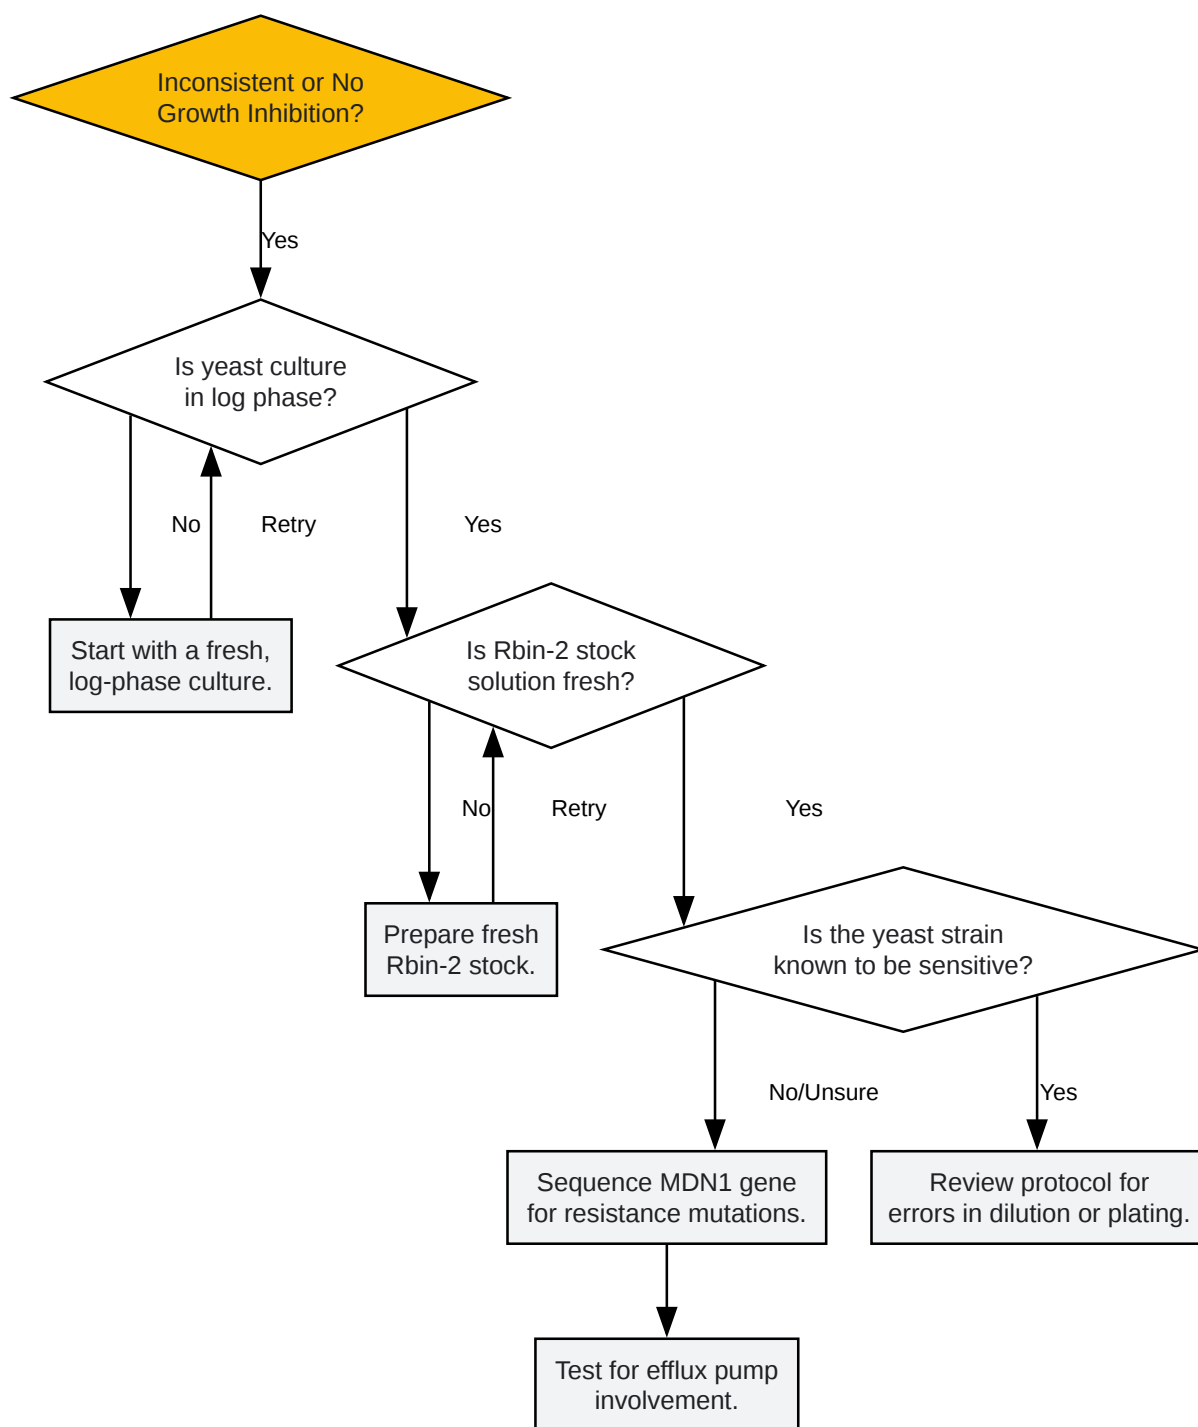 Inconsistent or No
Growth Inhibition?
Yes
Is yeast culture
in log phase?
No
Retry
Yes
Start with a fresh,
log-phase culture.
Is Rbin-2 stock
solution fresh?
No
Retry
Yes
Prepare fresh
Rbin-2 stock.
Is the yeast strain
known to be sensitive?
No/Unsure
Yes
Sequence MDN1 gene
for resistance mutations.
Review protocol for
errors in dilution or plating.
Test for efflux pump
involvement.